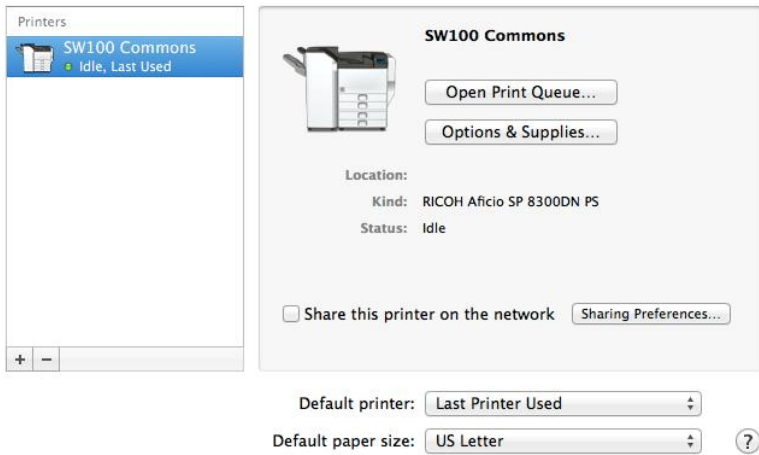 Printers
SW100 Commons
Idle, Last Used
+ −
SW100 Commons
Open Print Queue...
Options & Supplies...
Location:
Kind: RICOH Aficio SP 8300DN PS
Status: Idle
Share this printer on the network Sharing Preferences...
Default printer: Last Printer Used
Default paper size: US Letter ?